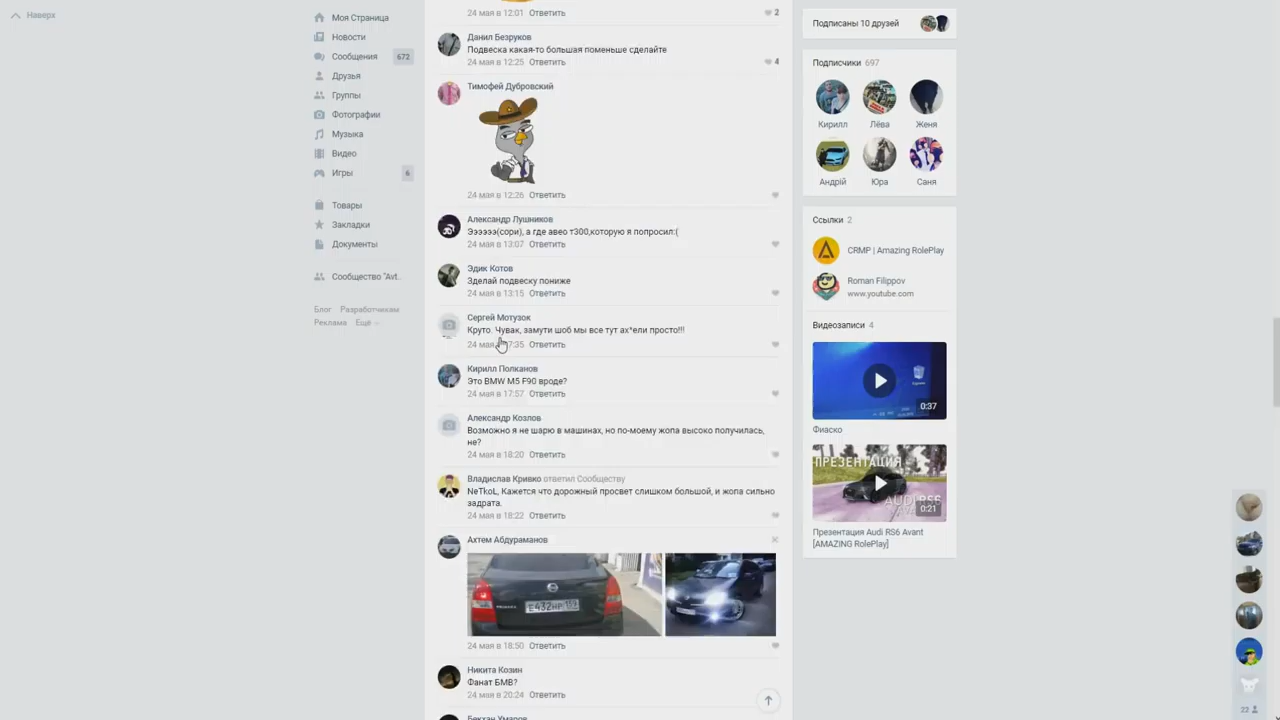 Наверх
Моя Страница
Новости
Сообщения 672
Друзья
Группы
Фотографии
Музыка
Видео
Игры 6
Товары
Закладки
Документы
Сообщество "Avt..
Блог Разработчикам
Реклама Ещё
24 мая в 12:01 Ответить 2
Данил Безруков
Подвеска какая-то большая поменьше сделайте
24 мая в 12:25 Ответить 4
Тимофей Дубровский
24 мая в 12:26 Ответить
Александр Лушников
Ээээээ(сори), а где авео т300,которую я попросил:(
24 мая в 13:07 Ответить
Эдик Котов
Зделай подвеску пониже
24 мая в 13:15 Ответить
Сергей Мотузок
Круто. Чувак, замути шоб мы все тут ах*ели просто!!!
24 мая 7:35 Ответить
Кирилл Полканов
Это BMW M5 F90 вроде?
24 мая в 17:57 Ответить
Александр Козлов
Возможно я не шарю в машинах, но по-моему жопа высоко получилась,
не?
24 мая в 18:20 Ответить
Владислав Кривко ответил Сообществу
NeTkoL, Кажется что дорожный просвет слишком большой, и жопа сильно
задрата.
24 мая в 18:22 Ответить
Ахтем Абдураманов
Е432НР 159
24 мая в 18:50 Ответить
Никита Козин
Фанат БМВ?
24 мая в 20:24 Ответить
Бекхан Умаров
Подписаны 10 друзей
Подписчики 697
Кирилл Лёва Женя
Андрій Юра Саня
Ссылки 2
CRMP | Amazing RolePlay
Roman Filippov
www.youtube.com
Видеозаписи 4
0:37
Фиаско
ПРЕЗЕНТАЦИЯ
0:21
Презентация Audi RS6 Avant
[AMAZING RolePlay]
22